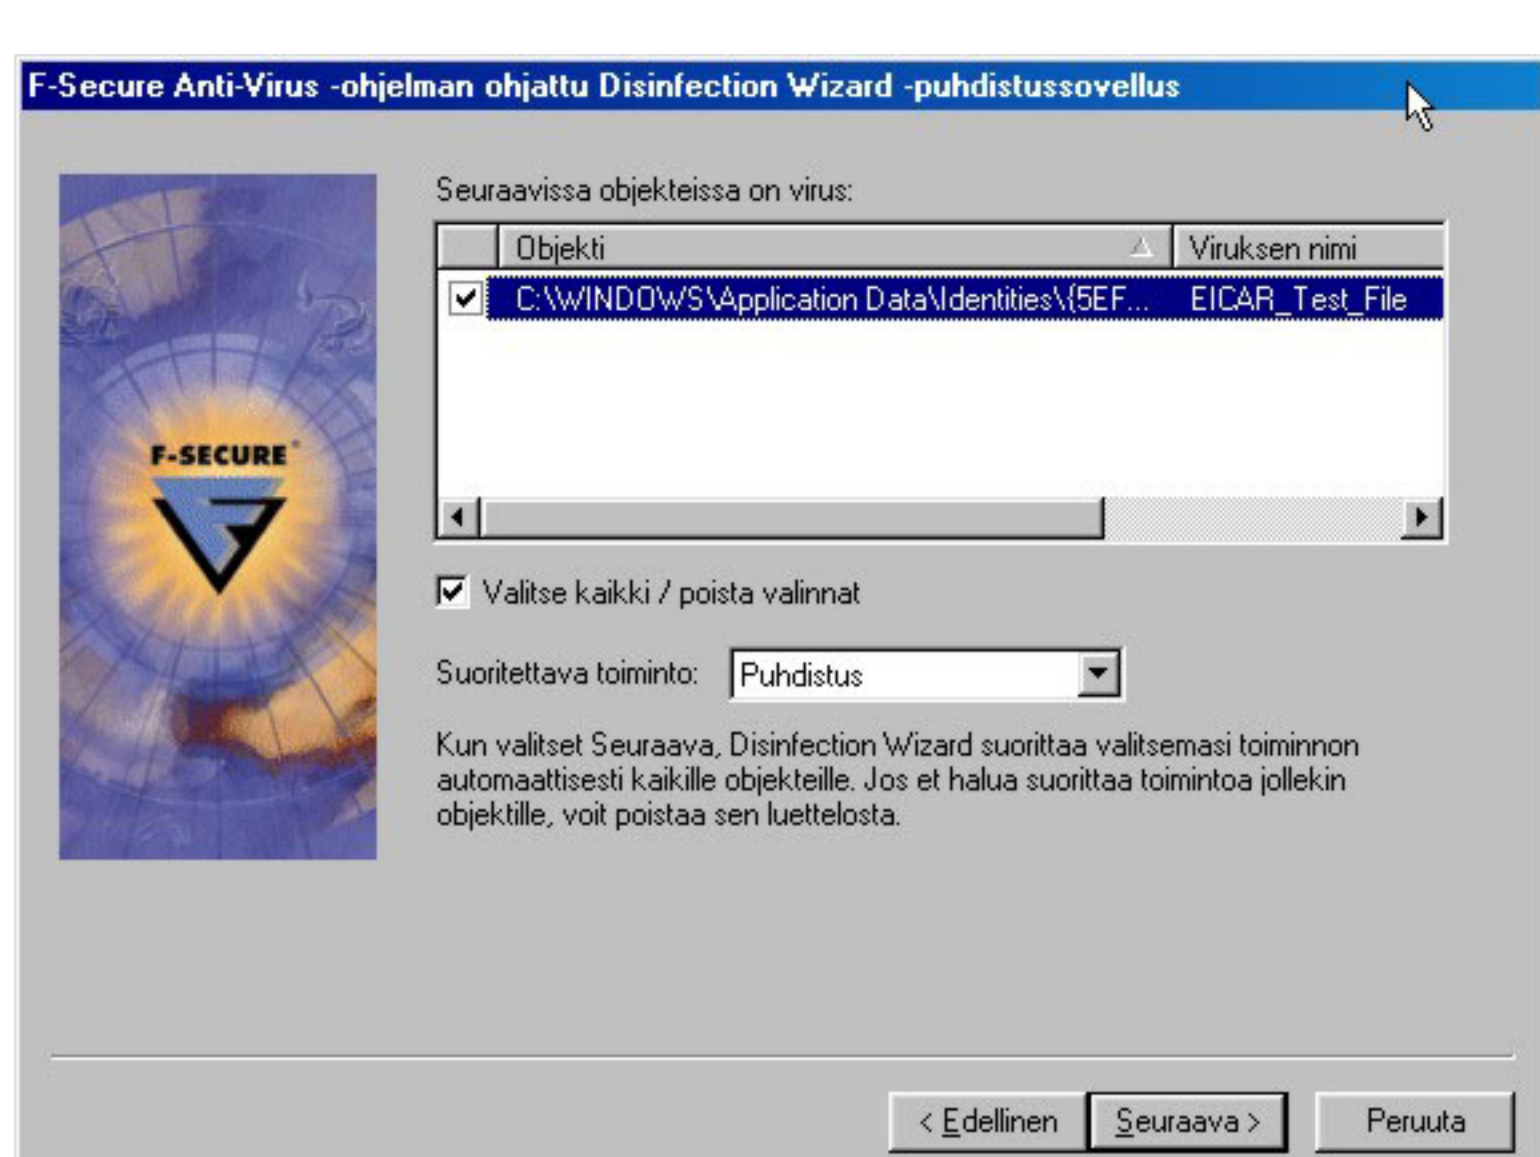 F-Secure Anti-Virus -ohjelman ohjattu Disinfection Wizard -puhdistussovellus
F-SECURE®
Seuraavissa objekteissa on virus:
Objekti Viruksen nimi
C:\WINDOWS\Application Data\Identities\{5EF... EICAR_Test_File
Valitse kaikki / poista valinnat
Suoritettava toiminto: Puhdistus
Kun valitset Seuraava, Disinfection Wizard suorittaa valitsemasi toiminnon
automaattisesti kaikille objekteille. Jos et halua suorittaa toimintoa jollekin
objektille, voit poistaa sen luettelosta.
< Edellinen Seuraava > Peruuta